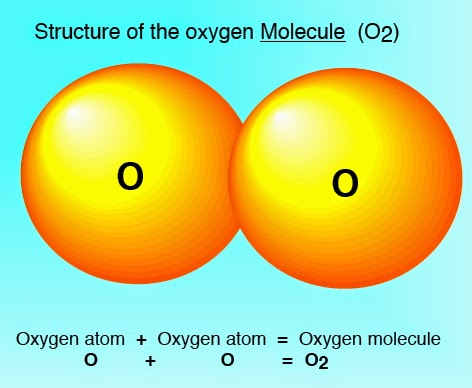 Structure of the oxygen Molecule (O2)
O
O
Oxygen atom + Oxygen atom = Oxygen molecule
O + O = O2